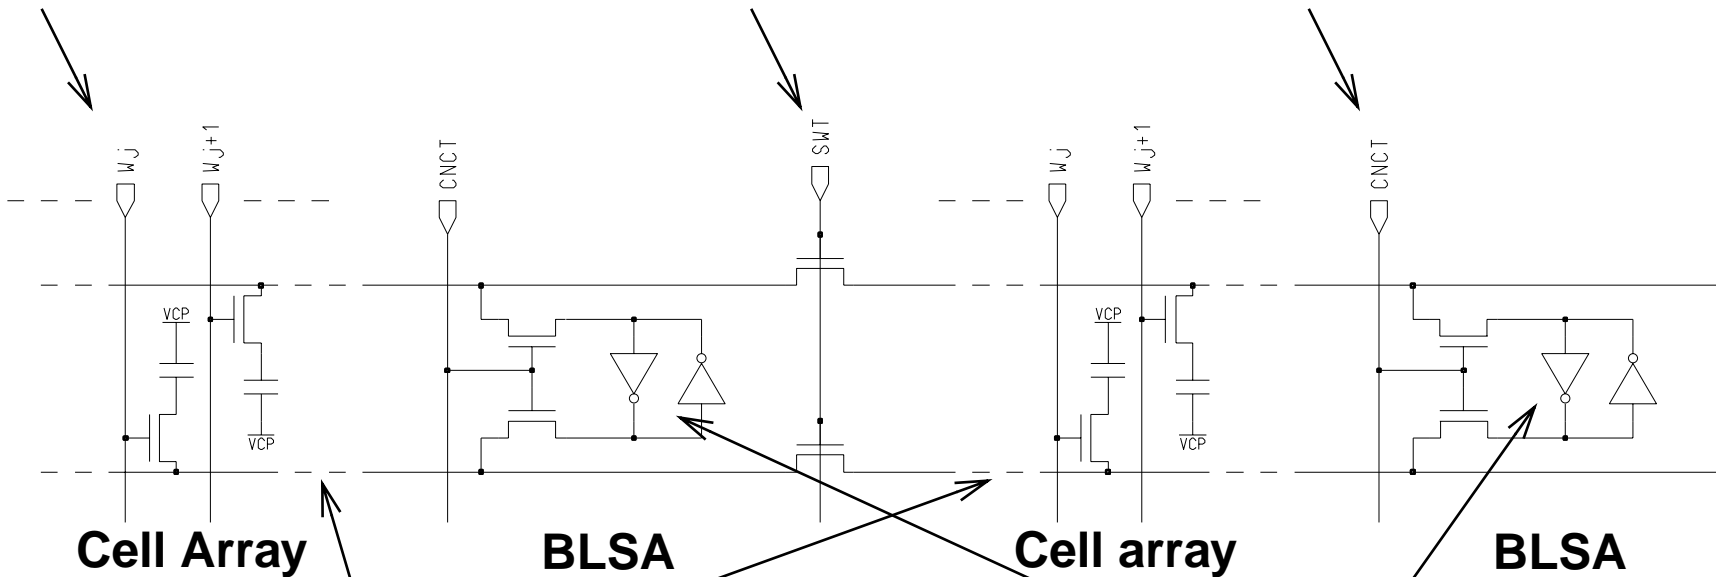 Wj
Wj+1
CNCT
SWT
Wj
Wj+1
CNCT
VCP
VCP
VCP
VCP
Cell Array
BLSA
Cell array
BLSA